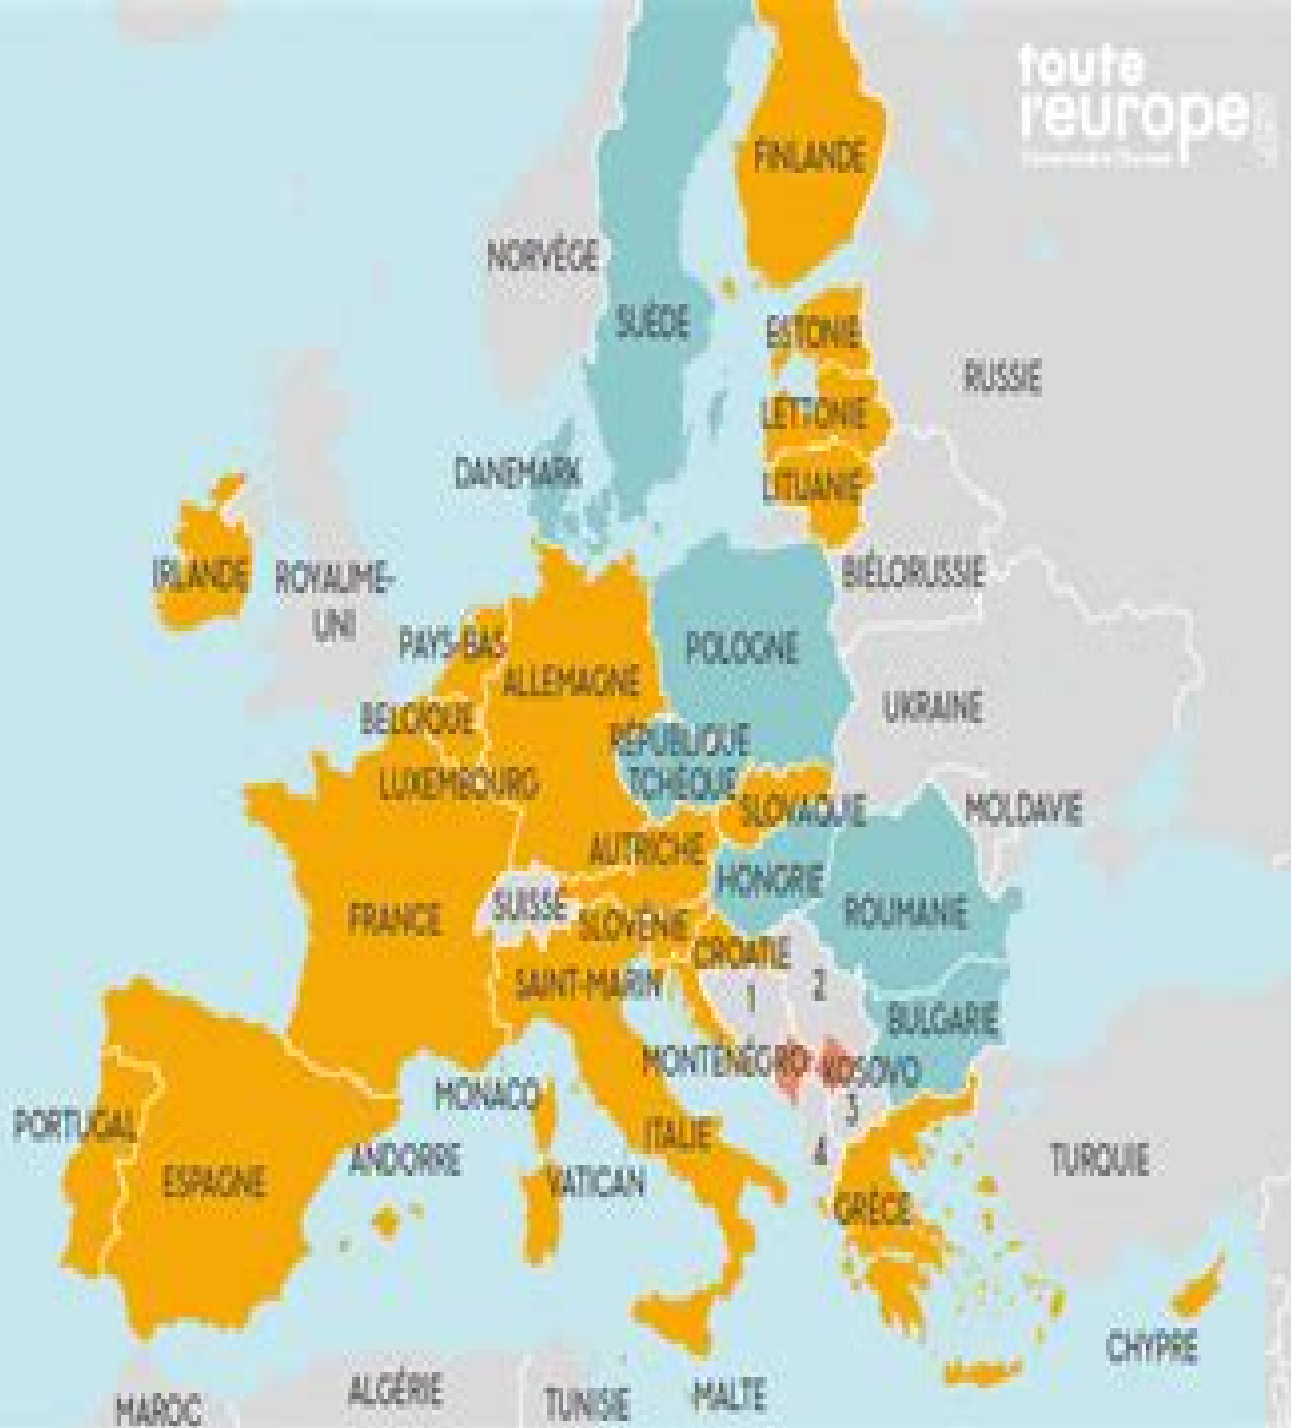 toute
l'europe
FINLANDE
NORVÈGE
SUÈDE
ESTONIE
RUSSIE
LETTONIE
DANEMARK
LITUANIE
IRLANDE
ROYAUME-
UNI
BIÉLORUSSIE
PAYS-BAS
POLOGNE
ALLEMAGNE
BELGIQUE
UKRAINE
RÉPUBLIQUE
TCHÈQUE
LUXEMBOURG
SLOVAQUIE
MOLDAVIE
AUTRICHE
HONGRIE
SUISSE
FRANCE
SLOVÉNIE
ROUMANIE
CROATIE
SAINT-MARIN
1
2
BULGARIE
MONTÉNÉGRO
KOSOVO
MONACO
3
PORTUGAL
ITALIE
ANDORRE
4
TURQUIE
ESPAGNE
VATICAN
GRÈCE
CHYPRE
ALGÉRIE
MALTE
MAROC
TUNISIE